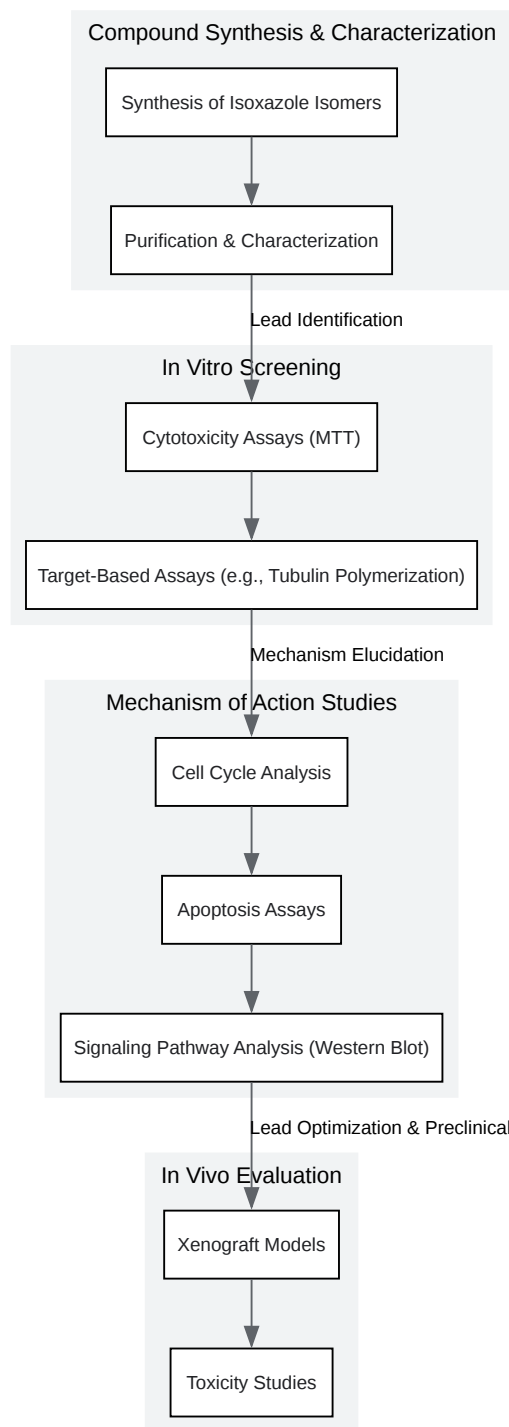 Compound Synthesis & Characterization
Synthesis of Isoxazole Isomers
Purification & Characterization
Lead Identification
In Vitro Screening
Cytotoxicity Assays (MTT)
Target-Based Assays (e.g., Tubulin Polymerization)
Mechanism Elucidation
Mechanism of Action Studies
Cell Cycle Analysis
Apoptosis Assays
Signaling Pathway Analysis (Western Blot)
Lead Optimization & Preclinical
In Vivo Evaluation
Xenograft Models
Toxicity Studies